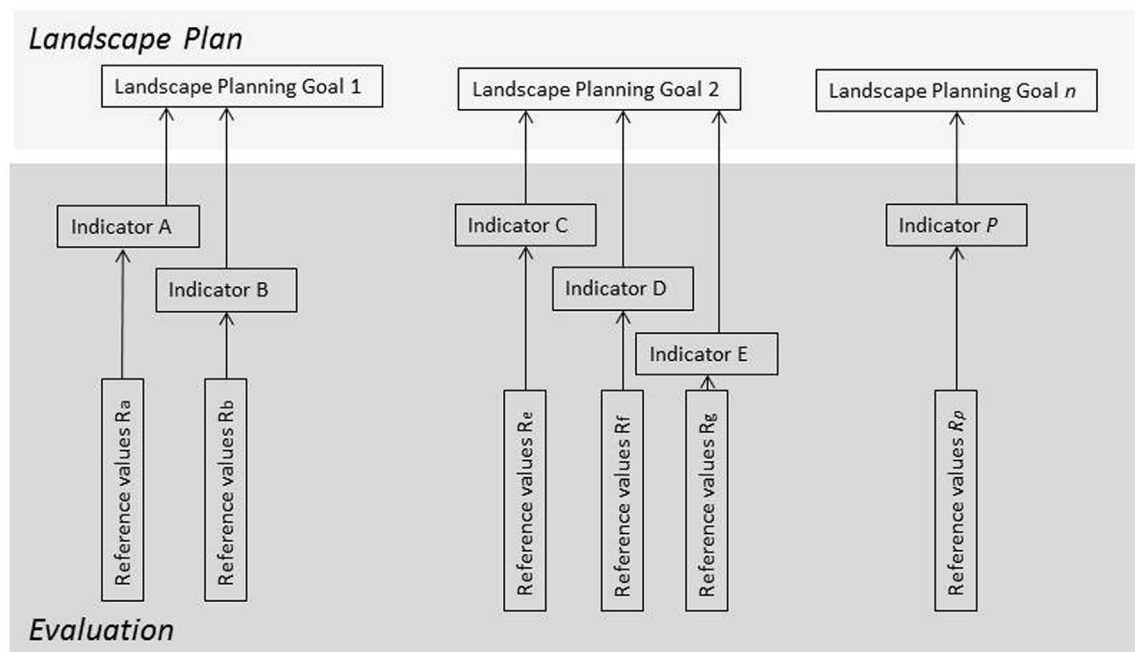 Landscape Plan
Landscape Planning Goal 1
Landscape Planning Goal 2
Landscape Planning Goal n
Indicator A
Indicator C
Indicator P
Indicator B
Indicator D
Indicator E
Reference values Ra
Reference values Rb
Reference values Re
Reference values Rf
Reference values Rg
Reference values Rp
Evaluation